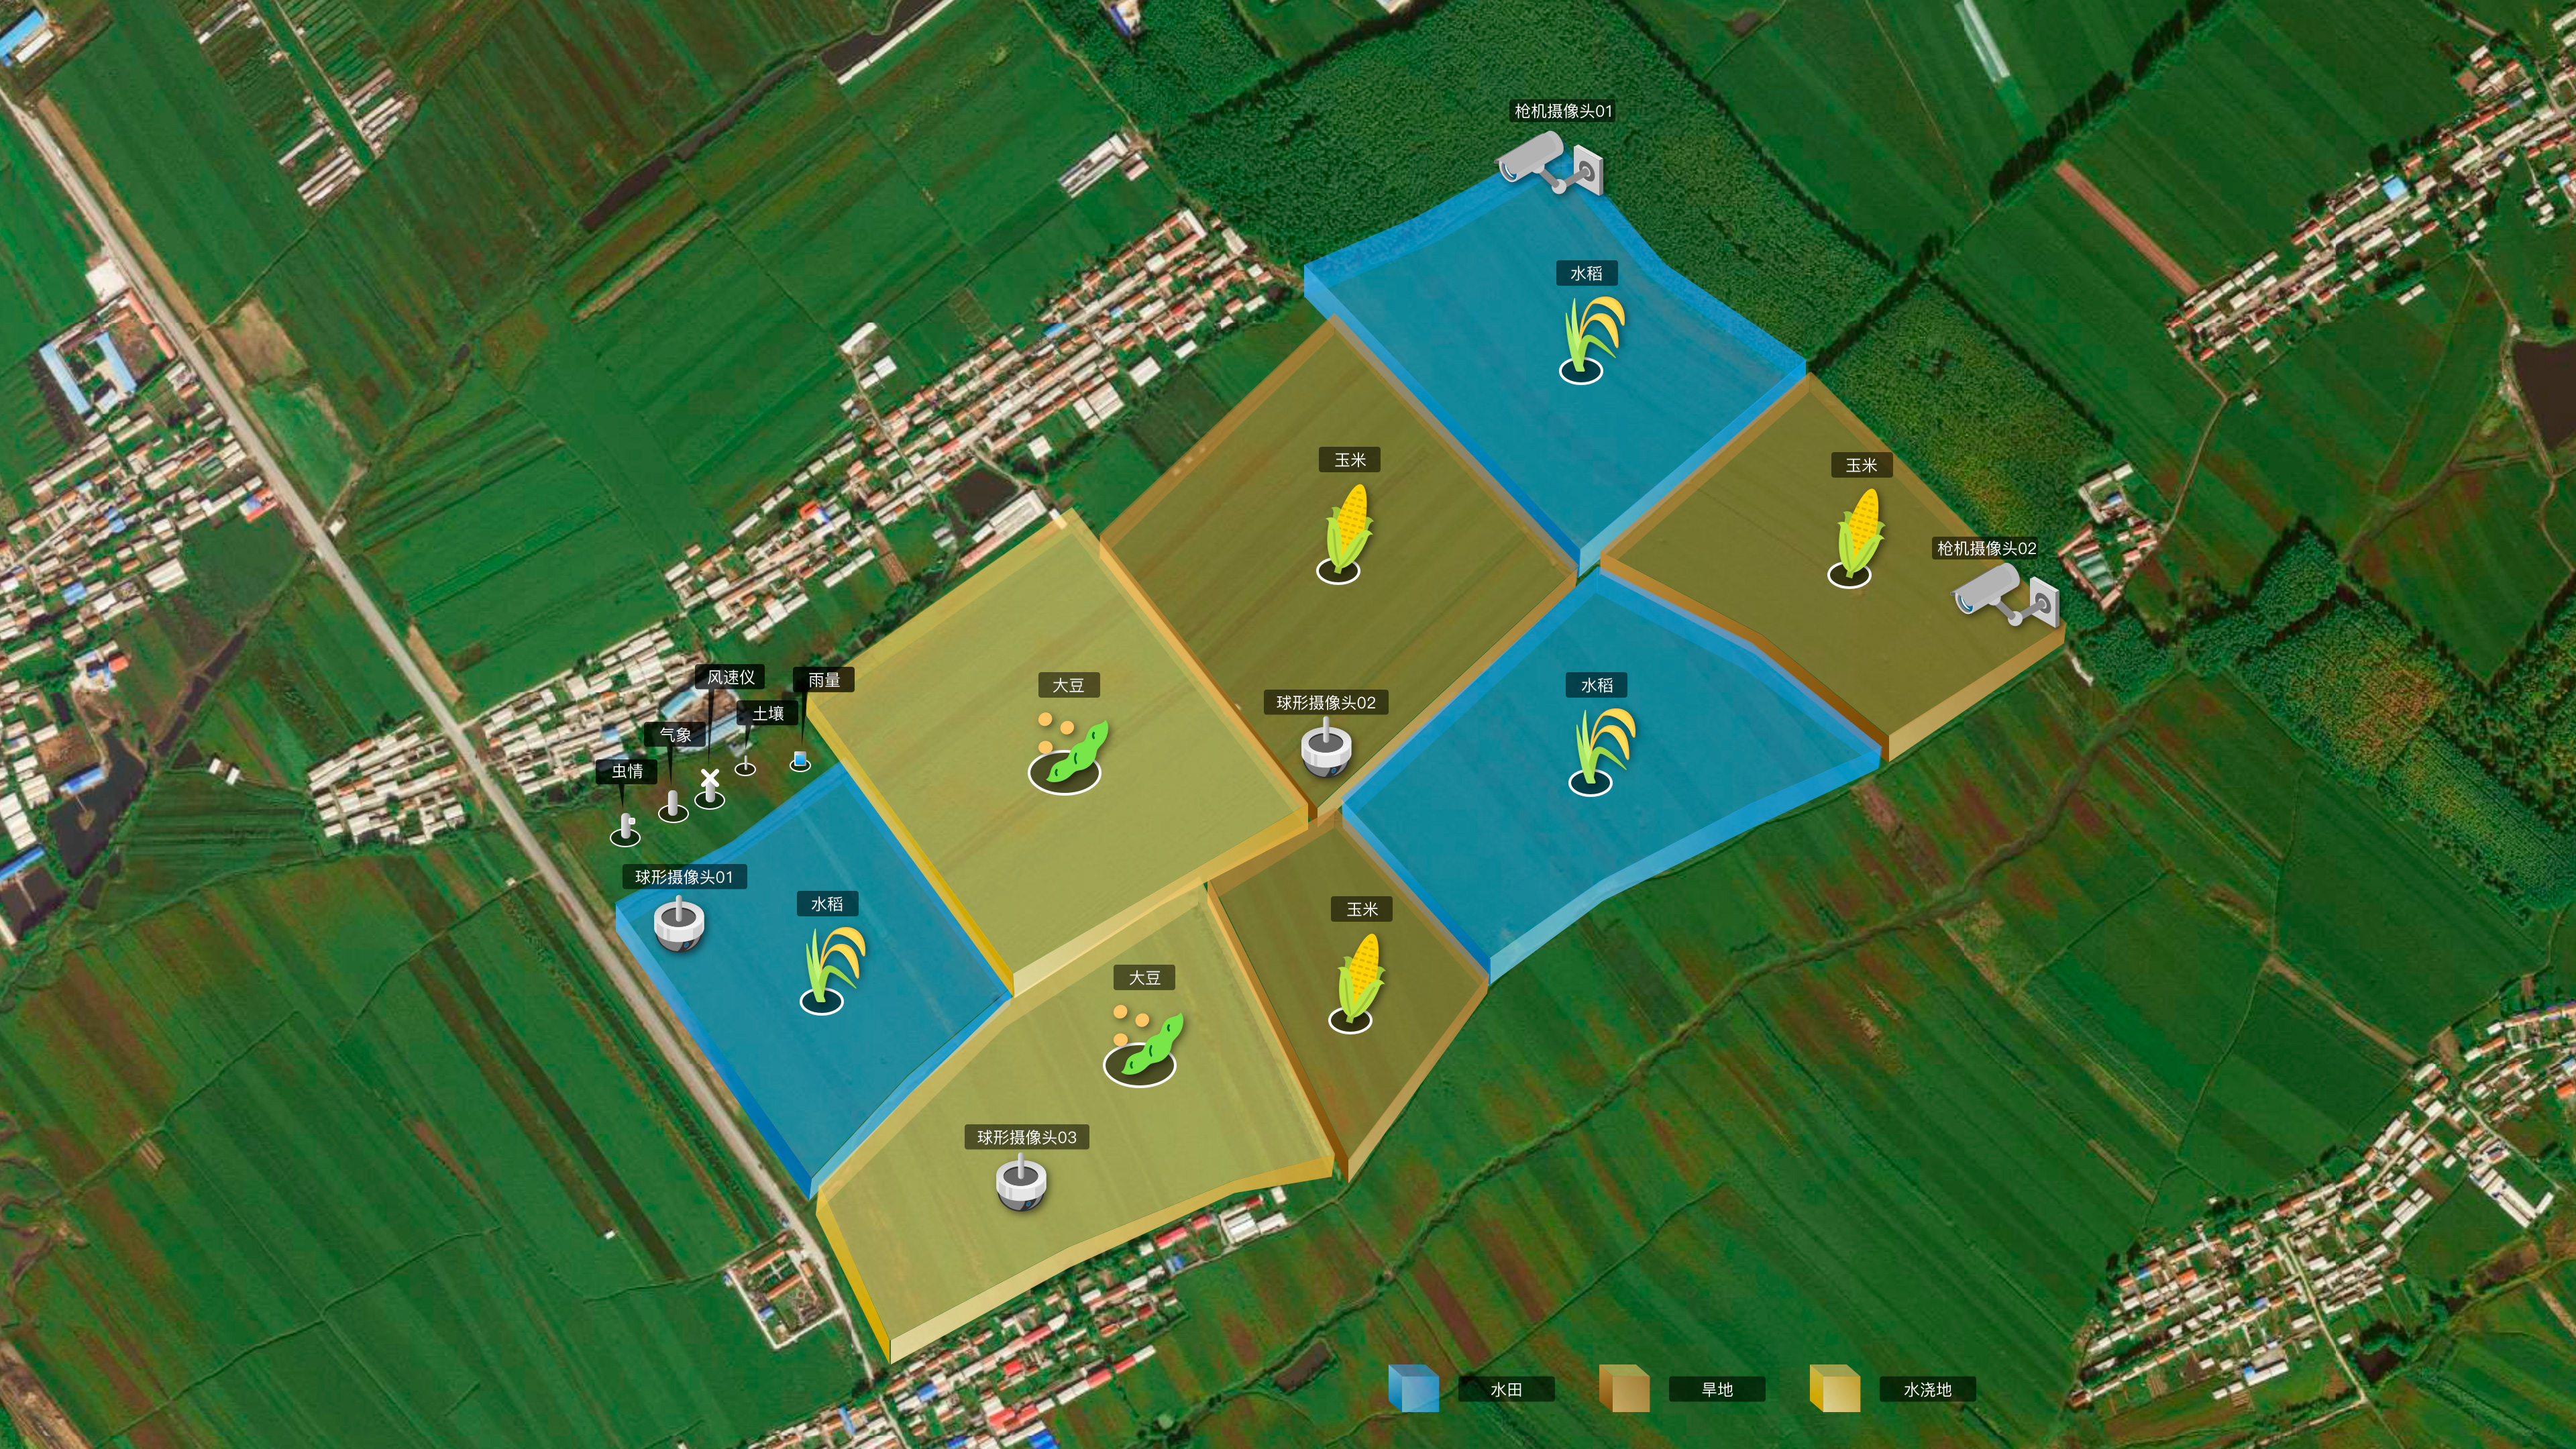 枪机摄像头01
水稻
玉米
玉米
枪机摄像头02
风速仪
雨量
大豆
水稻
球形摄像头02
土壤
气象
虫情
球形摄像头01
水稻
玉米
大豆
球形摄像头03
水田
旱地
水浇地